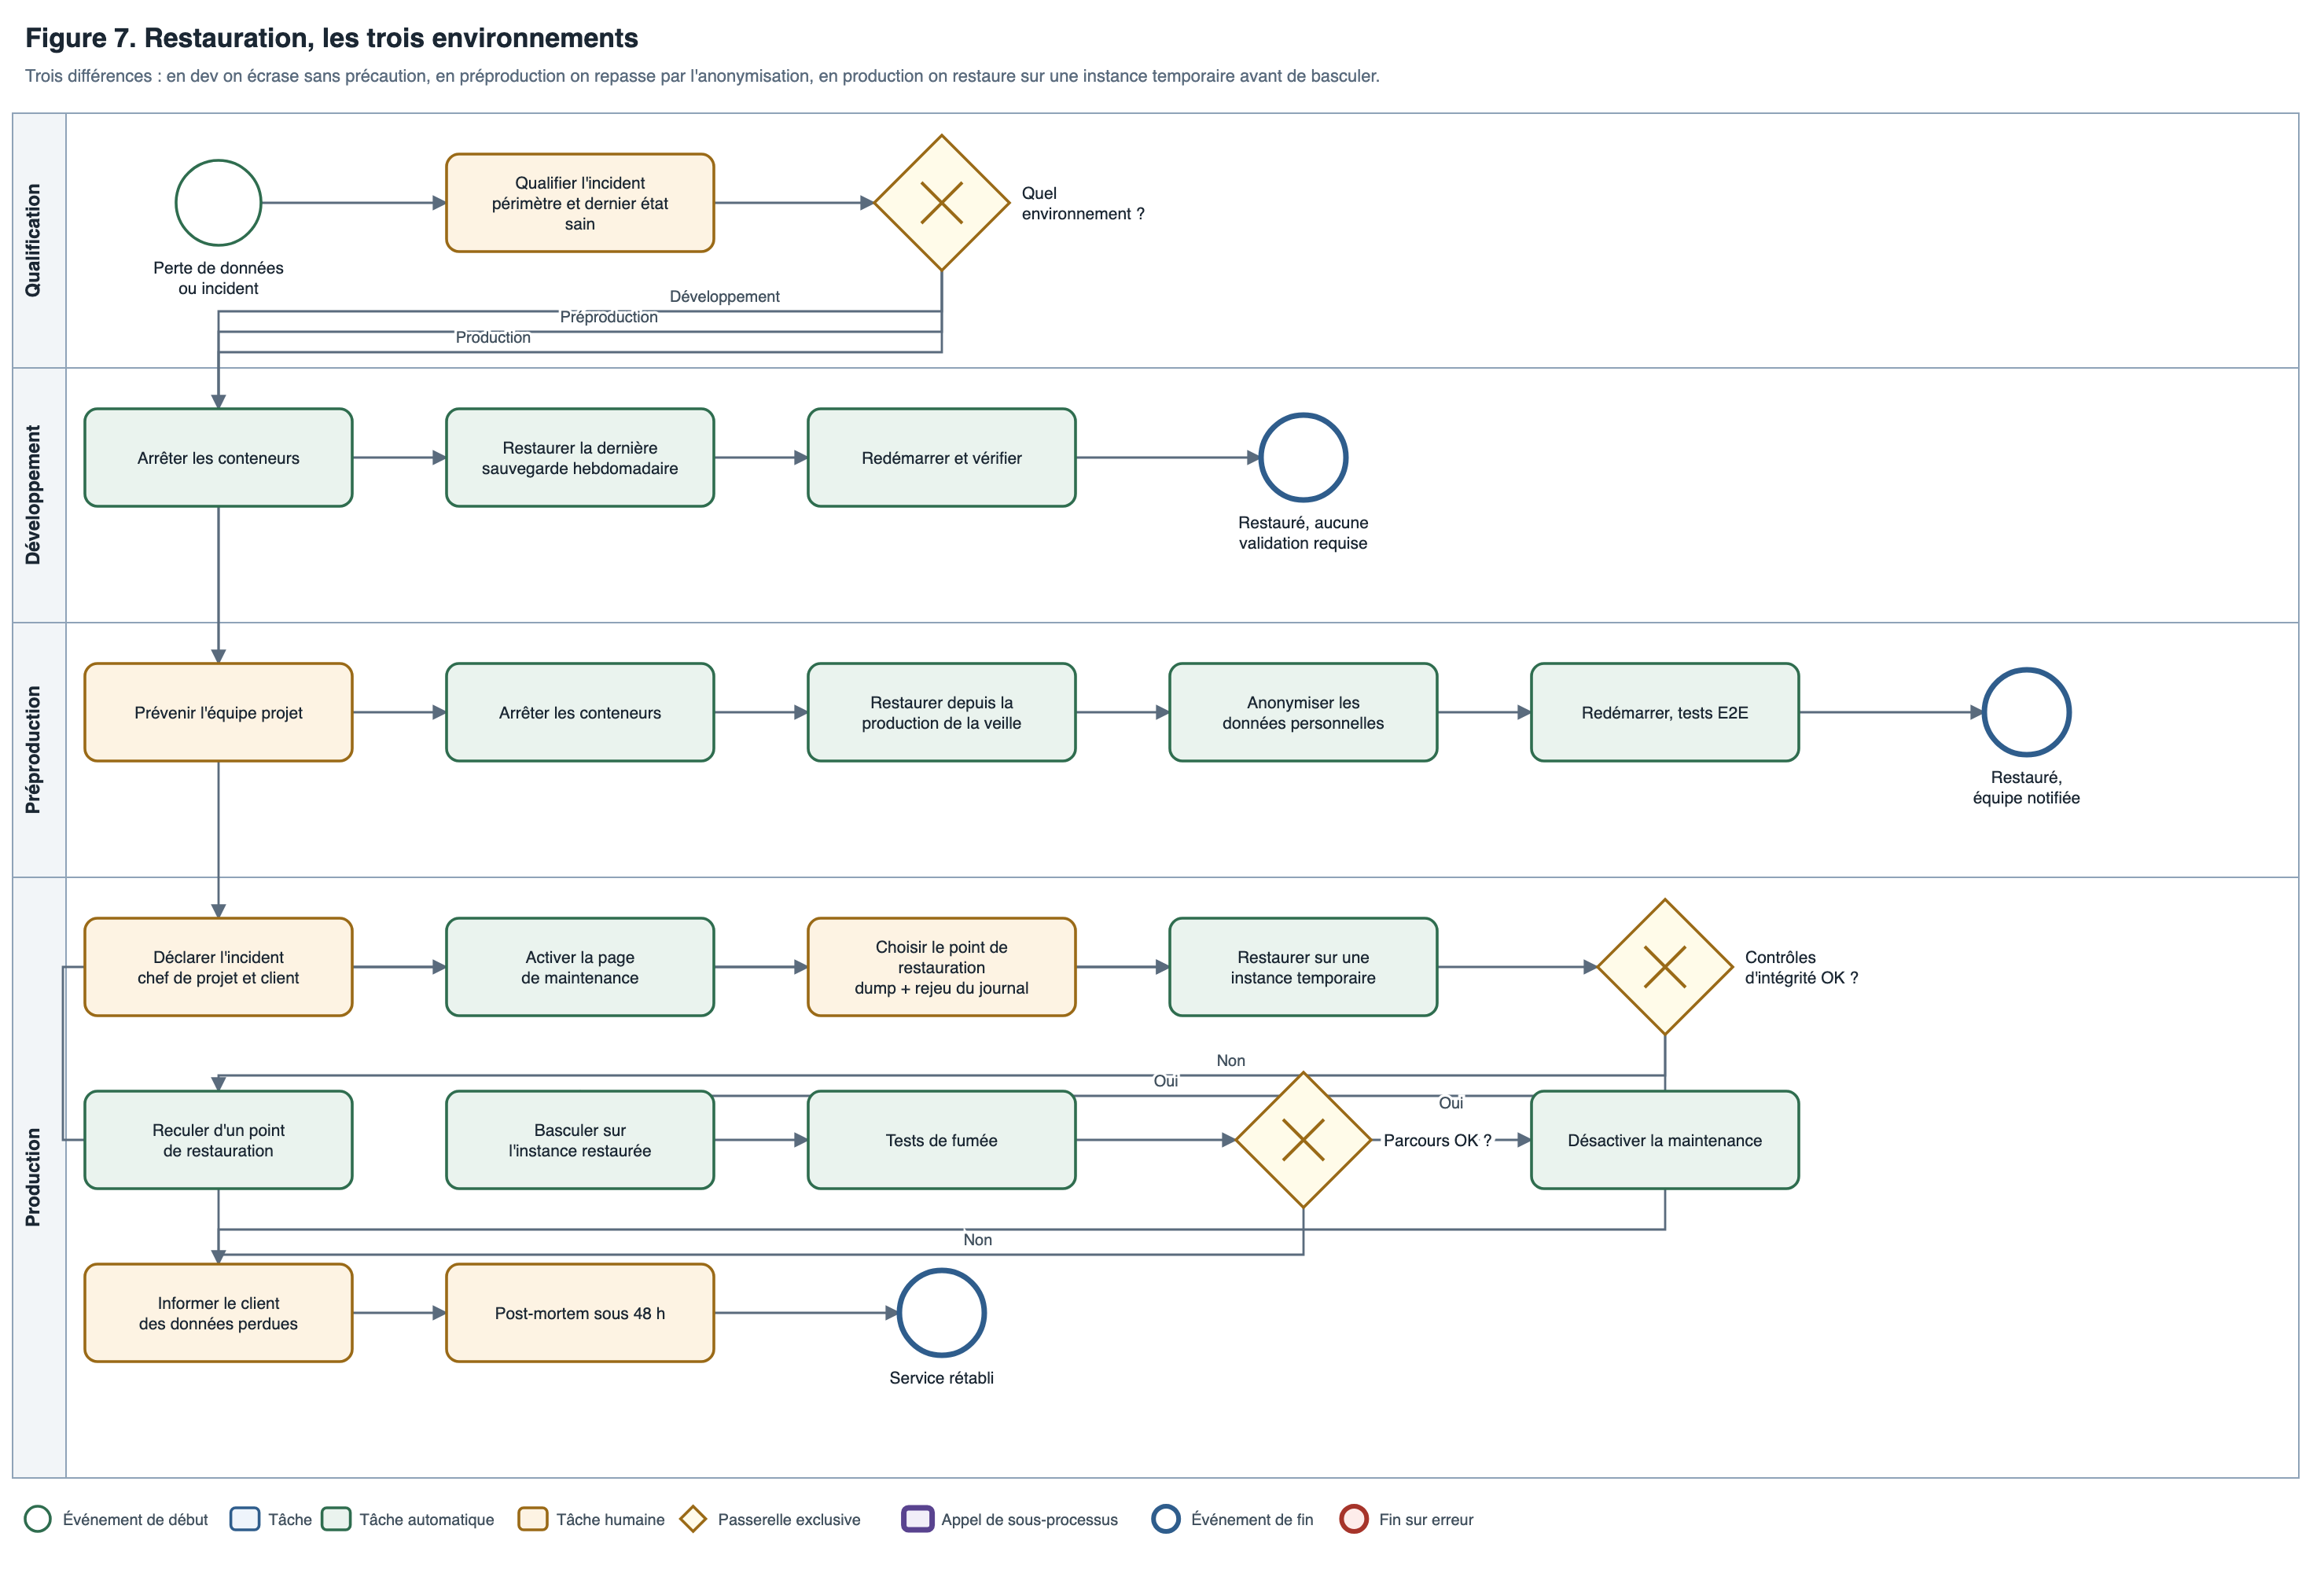 Figure 7. Restauration, les trois environnements
Trois différences : en dev on écrase sans précaution, en préproduction on repasse par l'anonymisation, en production on restaure sur une instance temporaire avant de basculer.
Qualification
Perte de données
ou incident
Qualifier l'incident
périmètre et dernier état
sain
Quel
environnement ?
Développement
Préproduction
Production
Développement
Arrêter les conteneurs
Restaurer la dernière
sauvegarde hebdomadaire
Redémarrer et vérifier
Restauré, aucune
validation requise
Préproduction
Prévenir l'équipe projet
Arrêter les conteneurs
Restaurer depuis la
production de la veille
Anonymiser les
données personnelles
Redémarrer, tests E2E
Restauré,
équipe notifiée
Production
Déclarer l'incident
chef de projet et client
Activer la page
de maintenance
Choisir le point de
restauration
dump + rejeu du journal
Restaurer sur une
instance temporaire
Contrôles
d'intégrité OK ?
Non
Oui
Oui
Reculer d'un point
de restauration
Basculer sur
l'instance restaurée
Tests de fumée
Parcours OK ?
Désactiver la maintenance
Non
Informer le client
des données perdues
Post-mortem sous 48 h
Service rétabli
Événement de début
Tâche
Tâche automatique
Tâche humaine
Passerelle exclusive
Appel de sous-processus
Événement de fin
Fin sur erreur